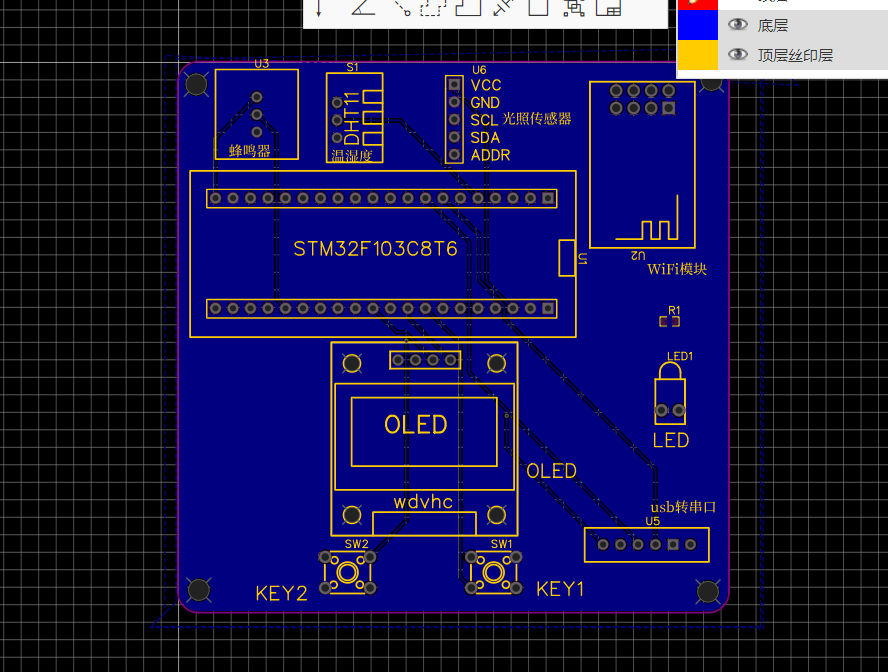 底层
顶层丝印层
U3
蜂鸣器
S1
DHT11
温湿度
U6
VCC
GND
SCL
SDA
ADDR
光照传感器
STM32F103C8T6
U1
U2
WiFi模块
R1
LED1
LED
OLED
OLED
wdvhc
usb转串口
U5
SW2
KEY2
SW1
KEY1